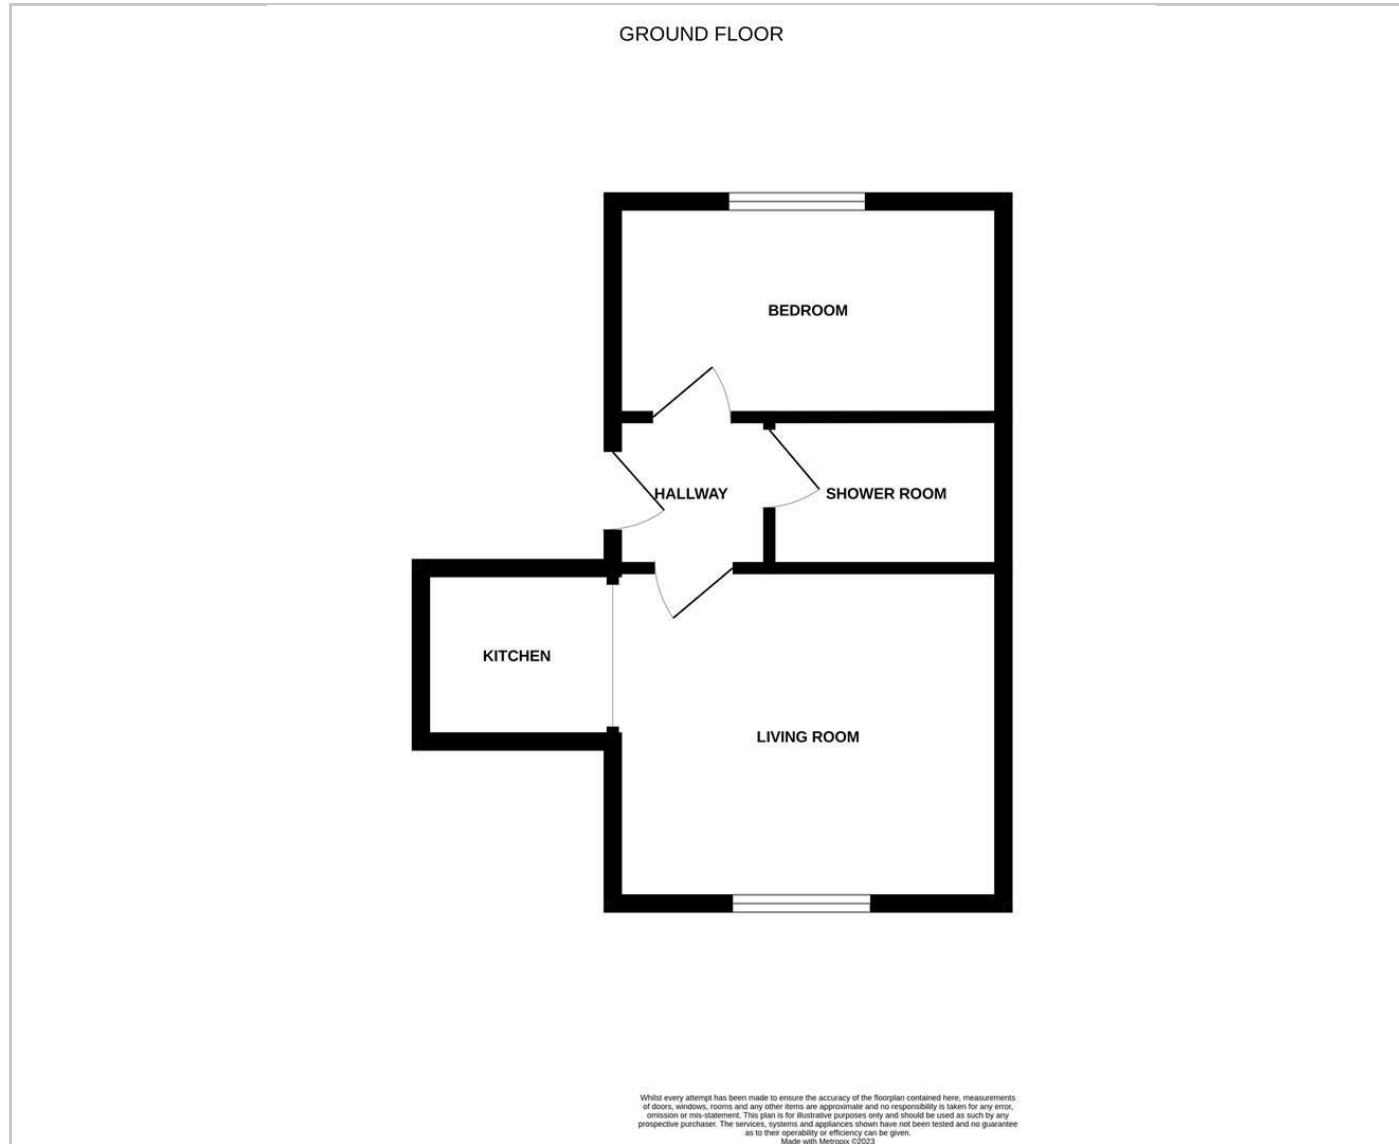 GROUND FLOOR
BEDROOM
HALLWAY
SHOWER ROOM
KITCHEN
LIVING ROOM
Whilst every attempt has been made to ensure the accuracy of the floorplan contained here, measurements
of doors, windows, rooms and any other items are approximate and no responsibility is taken for any error,
omission or mis-statement. This plan is for illustrative purposes only and should be used as such by any
prospective purchaser. The services, systems and appliances shown have not been tested and no guarantee
as to their operability or efficiency can be given.
Made with Metropix ©2023